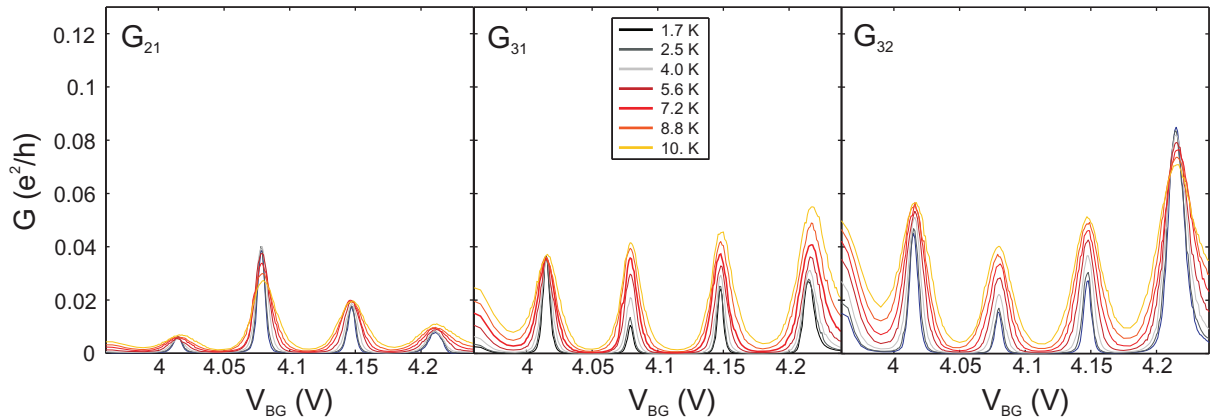 G21
G31
G32
1.7 K
2.5 K
4.0 K
5.6 K
7.2 K
8.8 K
10. K
0.12
0.1
0.08
0.06
0.04
0.02
0
G (e²/h)
4 4.05 4.1 4.15 4.2
4 4.05 4.1 4.15 4.2
4 4.05 4.1 4.15 4.2
VBG (V)
VBG (V)
VBG (V)